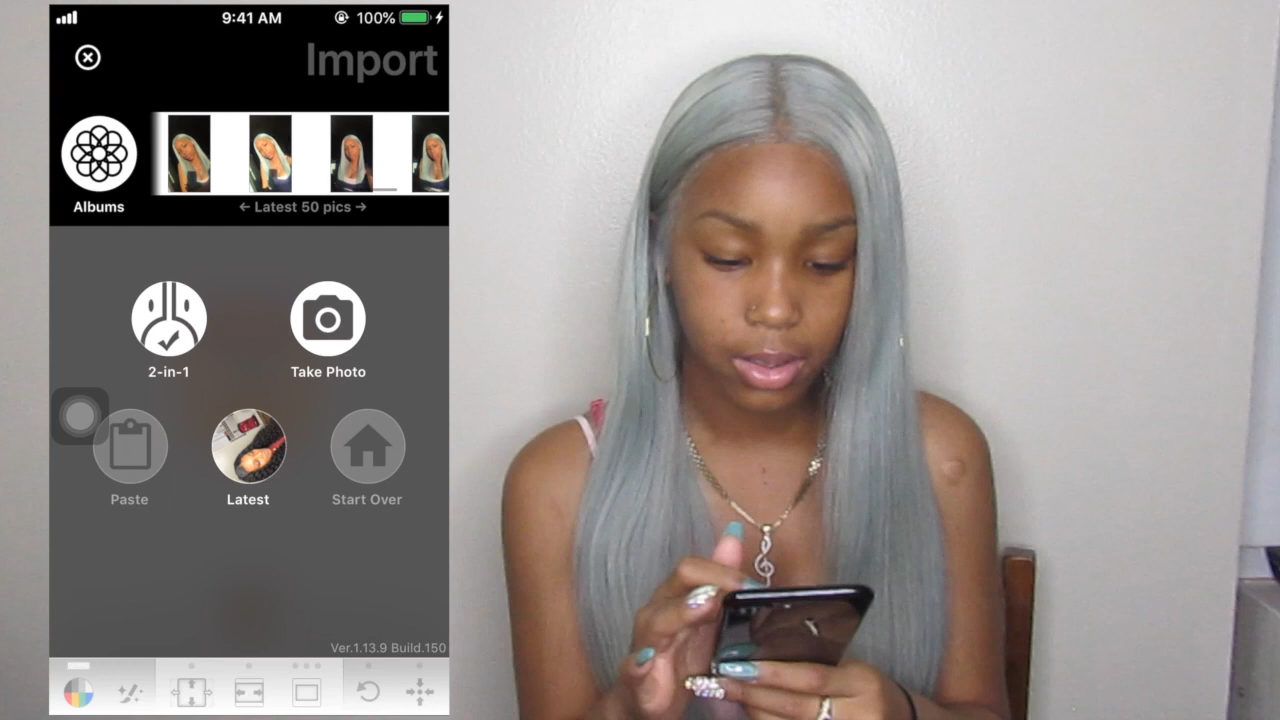 9:41 AM 100%
Import
Albums
← Latest 50 pics →
2-in-1 Take Photo
Paste Latest Start Over
Ver.1.13.9 Build.150